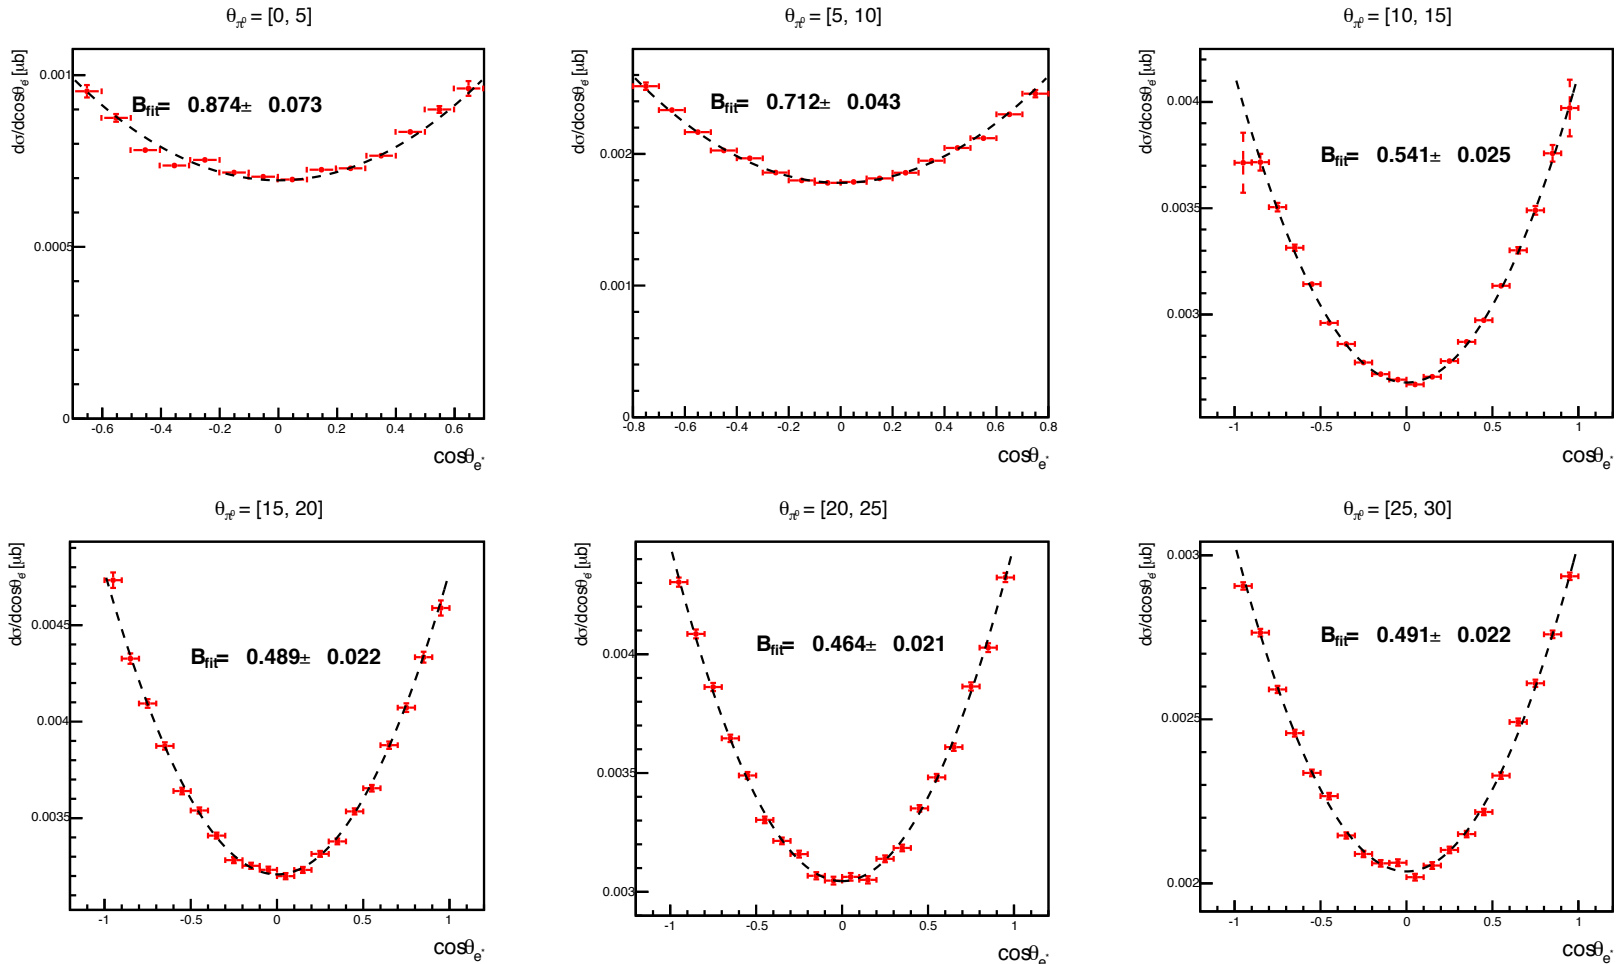 θπ⁰ = [0, 5]
dσ/dcosθe* [μb]
0.001
0.0005
0
Bfit= 0.874± 0.073
-0.6 -0.4 -0.2 0 0.2 0.4 0.6
cosθe*
θπ⁰ = [5, 10]
dσ/dcosθe* [μb]
0.002
0.001
0
Bfit= 0.712± 0.043
-0.8 -0.6 -0.4 -0.2 0 0.2 0.4 0.6 0.8
cosθe*
θπ⁰ = [10, 15]
dσ/dcosθe* [μb]
0.004
0.0035
0.003
Bfit= 0.541± 0.025
-1 -0.5 0 0.5 1
cosθe*
θπ⁰ = [15, 20]
dσ/dcosθe* [μb]
0.0045
0.004
0.0035
Bfit= 0.489± 0.022
-1 -0.5 0 0.5 1
cosθe*
θπ⁰ = [20, 25]
dσ/dcosθe* [μb]
0.004
0.0035
0.003
Bfit= 0.464± 0.021
-1 -0.5 0 0.5 1
cosθe*
θπ⁰ = [25, 30]
dσ/dcosθe* [μb]
0.003
0.0025
0.002
Bfit= 0.491± 0.022
-1 -0.5 0 0.5 1
cosθe*